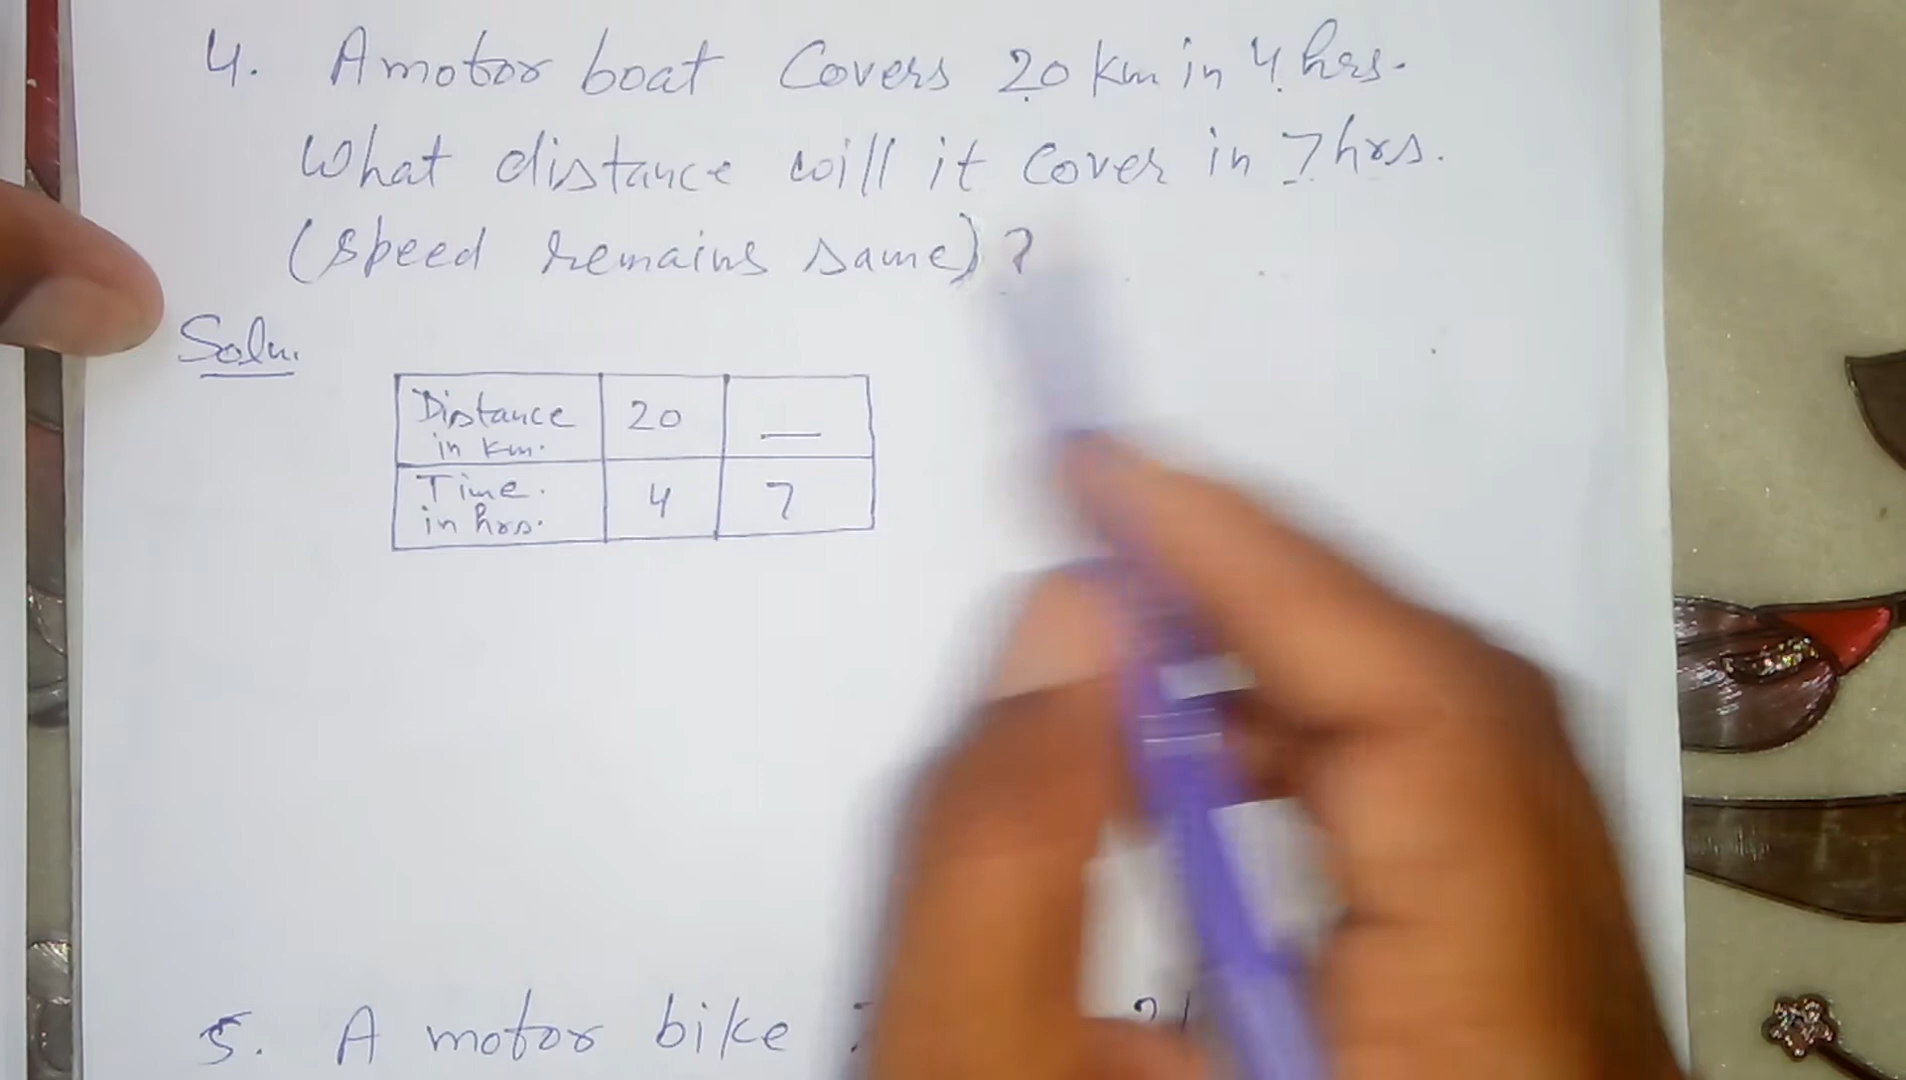 4. A motor boat Covers 20 km in 4 hrs.
What distance will it cover in 7 hrs.
(speed remains same)?
Soln.
Distance in km. 20 __
Time. in hrs. 4 7
5. A motor bike